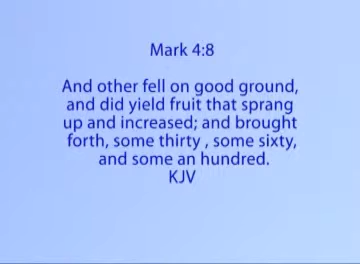 Mark 4:8
And other fell on good ground,
and did yield fruit that sprang
up and increased; and brought
forth, some thirty , some sixty,
and some an hundred.
KJV